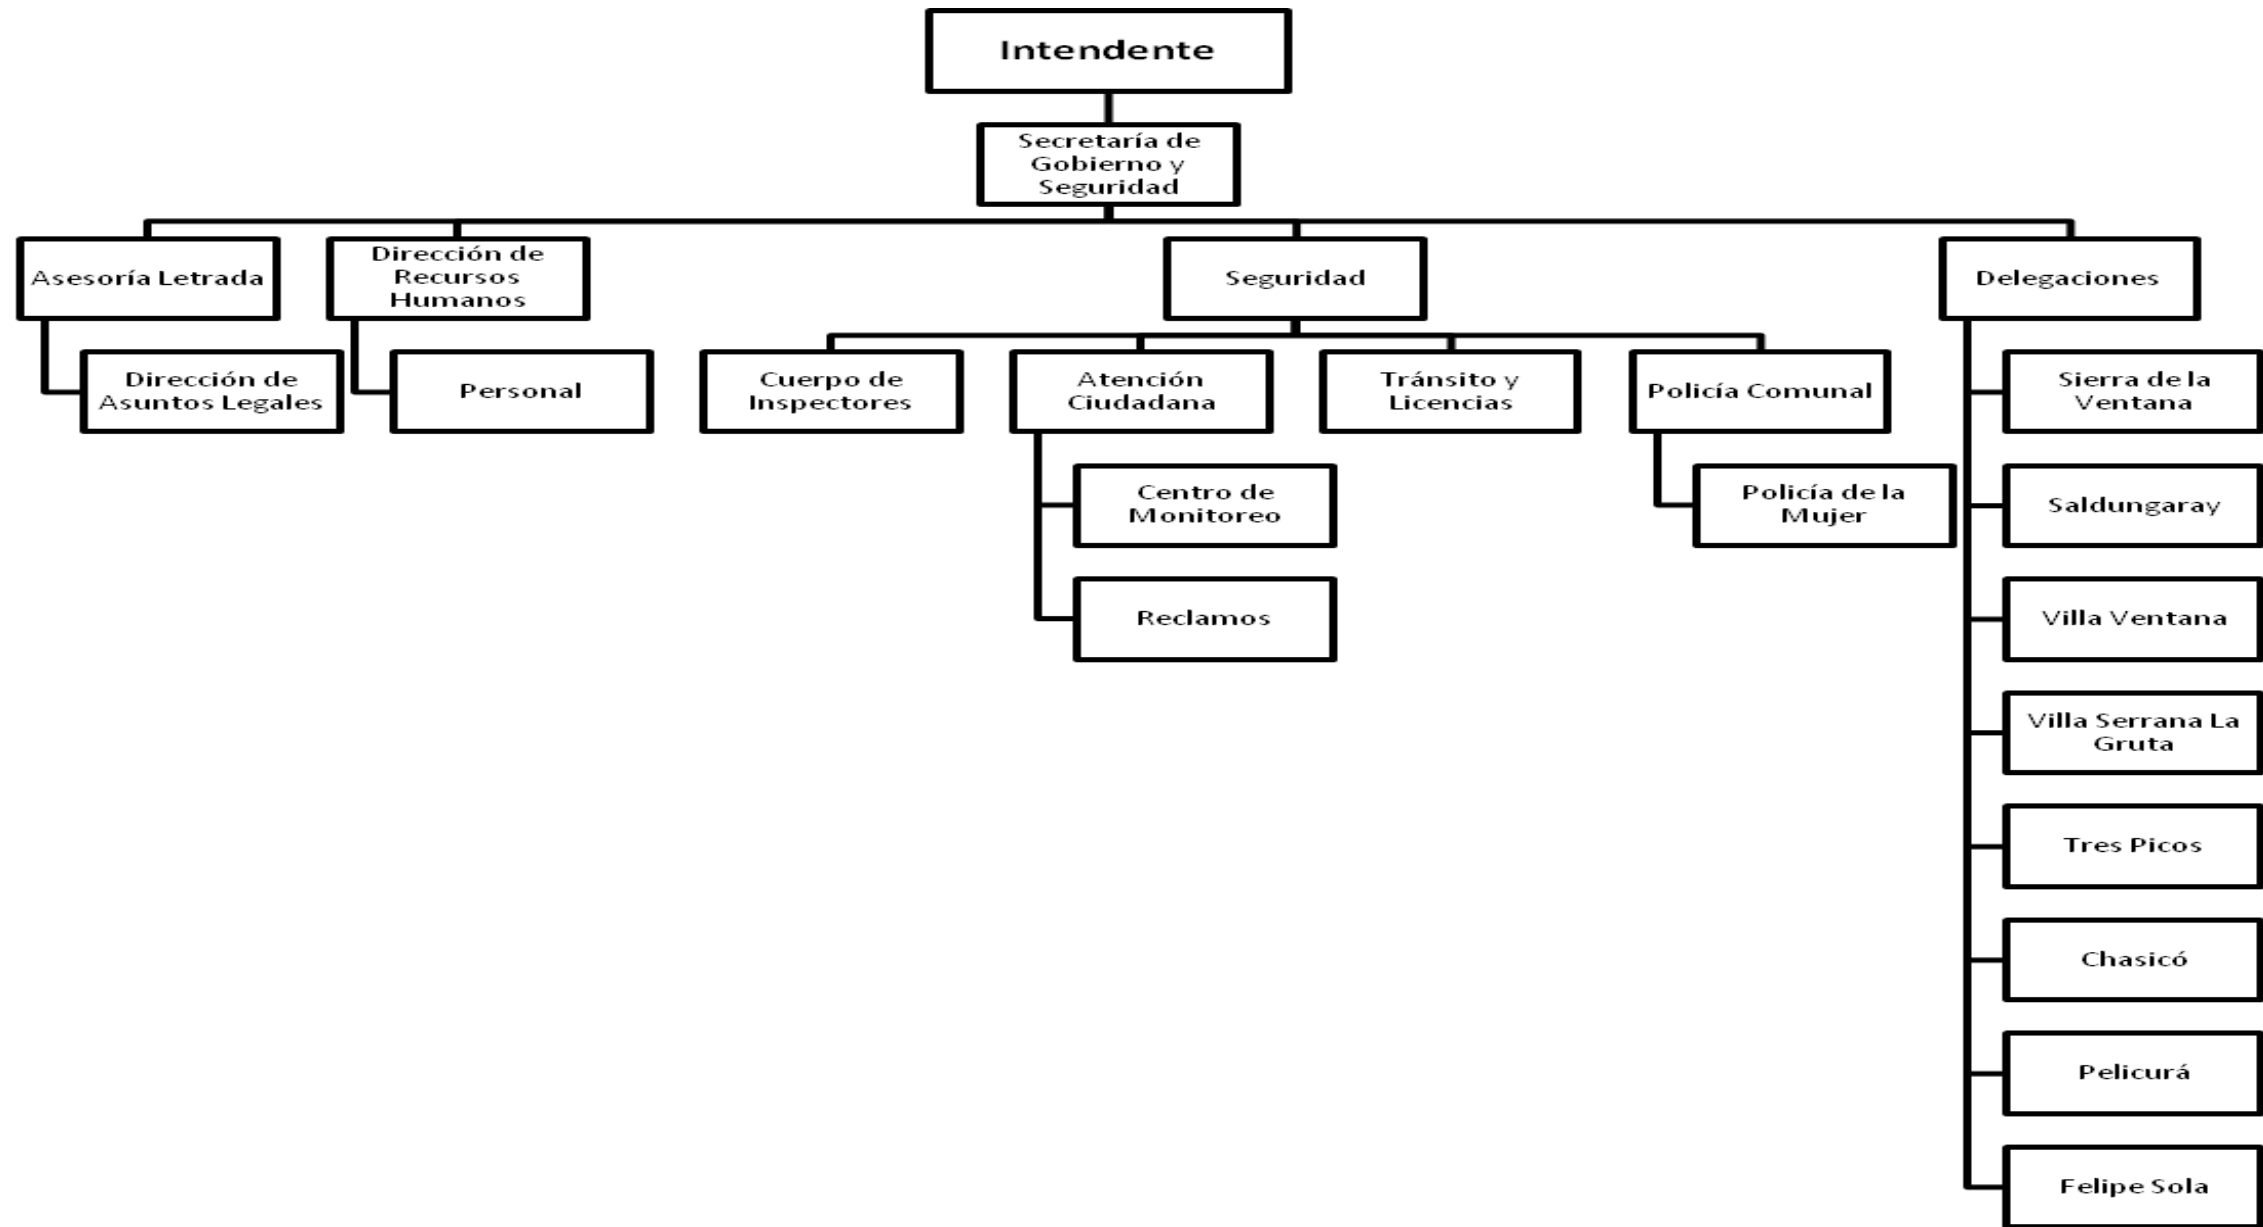 Intendente
Secretaría de
Gobierno y
Seguridad
Asesoría Letrada
Dirección de
Recursos
Humanos
Seguridad
Delegaciones
Dirección de
Asuntos Legales
Personal
Cuerpo de
Inspectores
Atención
Ciudadana
Tránsito y
Licencias
Policía Comunal
Sierra de la
Ventana
Centro de
Monitoreo
Policía de la
Mujer
Saldungaray
Reclamos
Villa Ventana
Villa Serrana La
Gruta
Tres Picos
Chasicó
Pelicurá
Felipe Sola